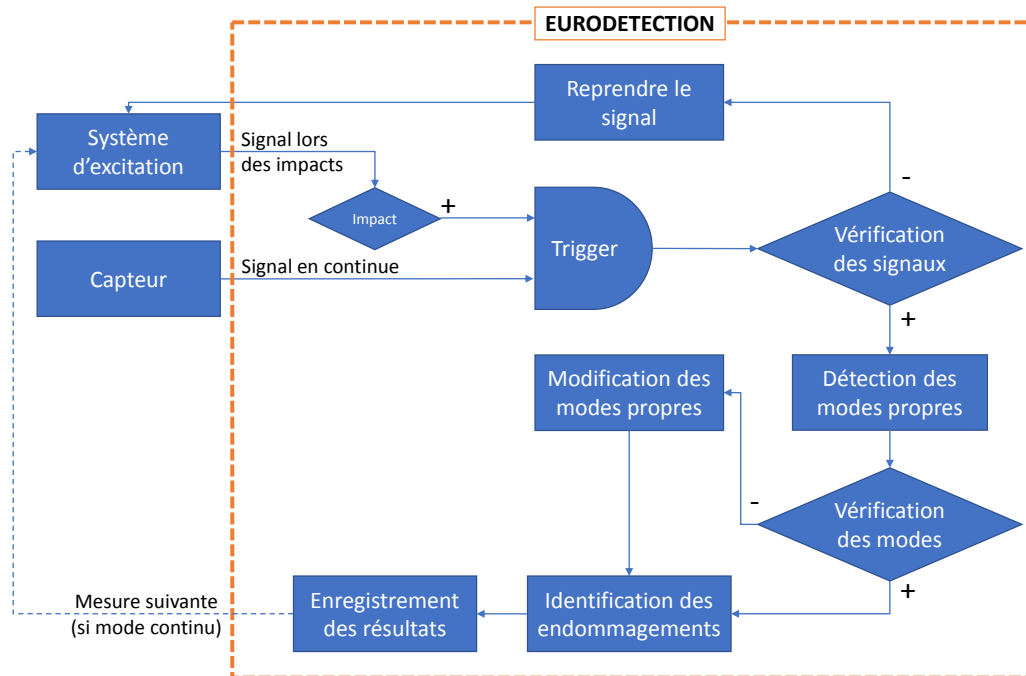 EURODETECTION
Reprendre le
signal
Système
d'excitation
Signal lors
des impacts
-
Impact
+
Trigger
Vérification
des signaux
Capteur
Signal en continue
+
Modification des
modes propres
Détection des
modes propres
-
Vérification
des modes
+
Mesure suivante
(si mode continu)
Enregistrement
des résultats
Identification des
endommagements